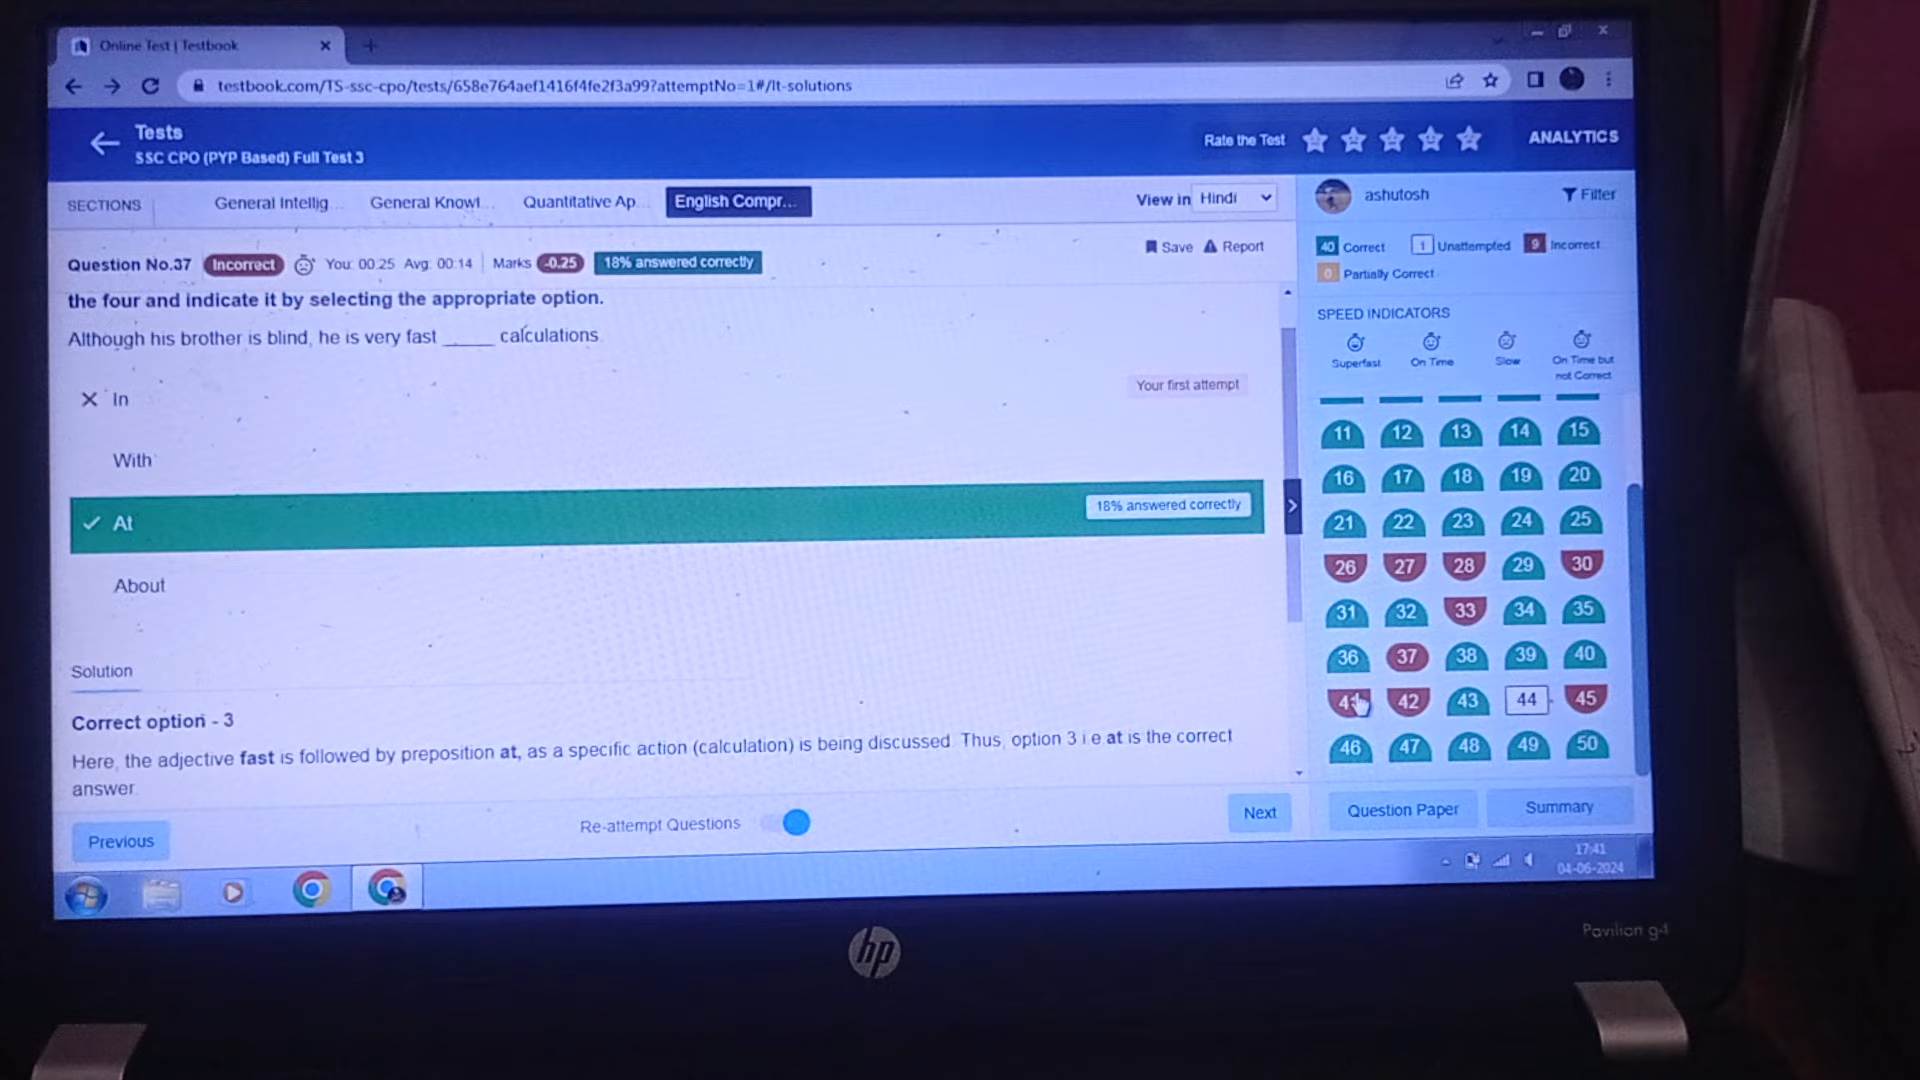 Online Test | Testbook
testbook.com/TS-ssc-cpo/tests/658e764aef1416f4fe2f3a99?attemptNo=1#/lt-solutions
Tests
SSC CPO (PYP Based) Full Test 3
Rate the Test
ANALYTICS
SECTIONS General Intellig... General Knowl... Quantitative Ap... English Compr...
View in Hindi
ashutosh
Filter
Question No.37 Incorrect You: 00:25 Avg: 00:14 Marks -0.25 18% answered correctly
Save Report
40 Correct 1 Unattempted 9 Incorrect
0 Partially Correct
the four and indicate it by selecting the appropriate option.
Although his brother is blind, he is very fast _____ calculations.
In
Your first attempt
With
At
18% answered correctly
About
Solution
Correct option - 3
Here, the adjective fast is followed by preposition at, as a specific action (calculation) is being discussed. Thus, option 3 i.e at is the correct
answer.
Previous
Re-attempt Questions
Next
SPEED INDICATORS
Superfast On Time Slow On Time but
not Correct
11 12 13 14 15
16 17 18 19 20
21 22 23 24 25
26 27 28 29 30
31 32 33 34 35
36 37 38 39 40
41 42 43 44 45
46 47 48 49 50
Question Paper Summary
17:41
04-06-2024
hp
Pavilion g4